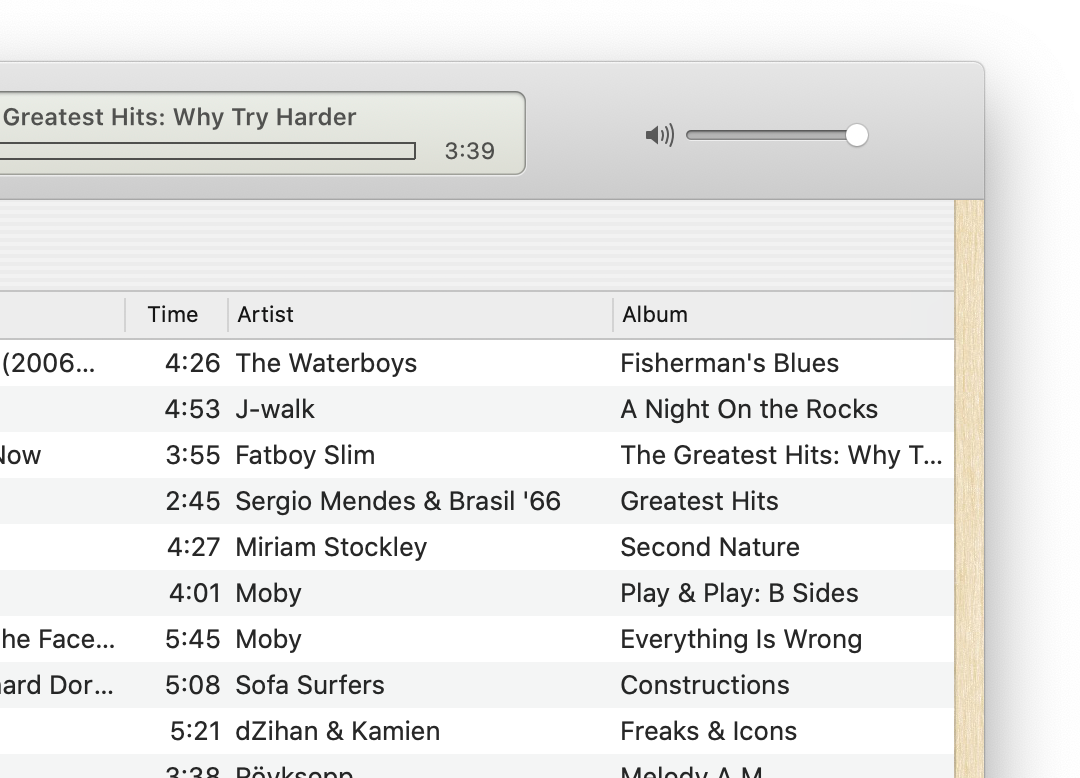 Greatest Hits: Why Try Harder
3:39
Time Artist Album
(2006... 4:26 The Waterboys Fisherman's Blues
4:53 J-walk A Night On the Rocks
Now 3:55 Fatboy Slim The Greatest Hits: Why T...
2:45 Sergio Mendes & Brasil '66 Greatest Hits
4:27 Miriam Stockley Second Nature
4:01 Moby Play & Play: B Sides
he Face... 5:45 Moby Everything Is Wrong
ard Dor... 5:08 Sofa Surfers Constructions
5:21 dZihan & Kamien Freaks & Icons
3:38 Röyksopp Melody A.M.